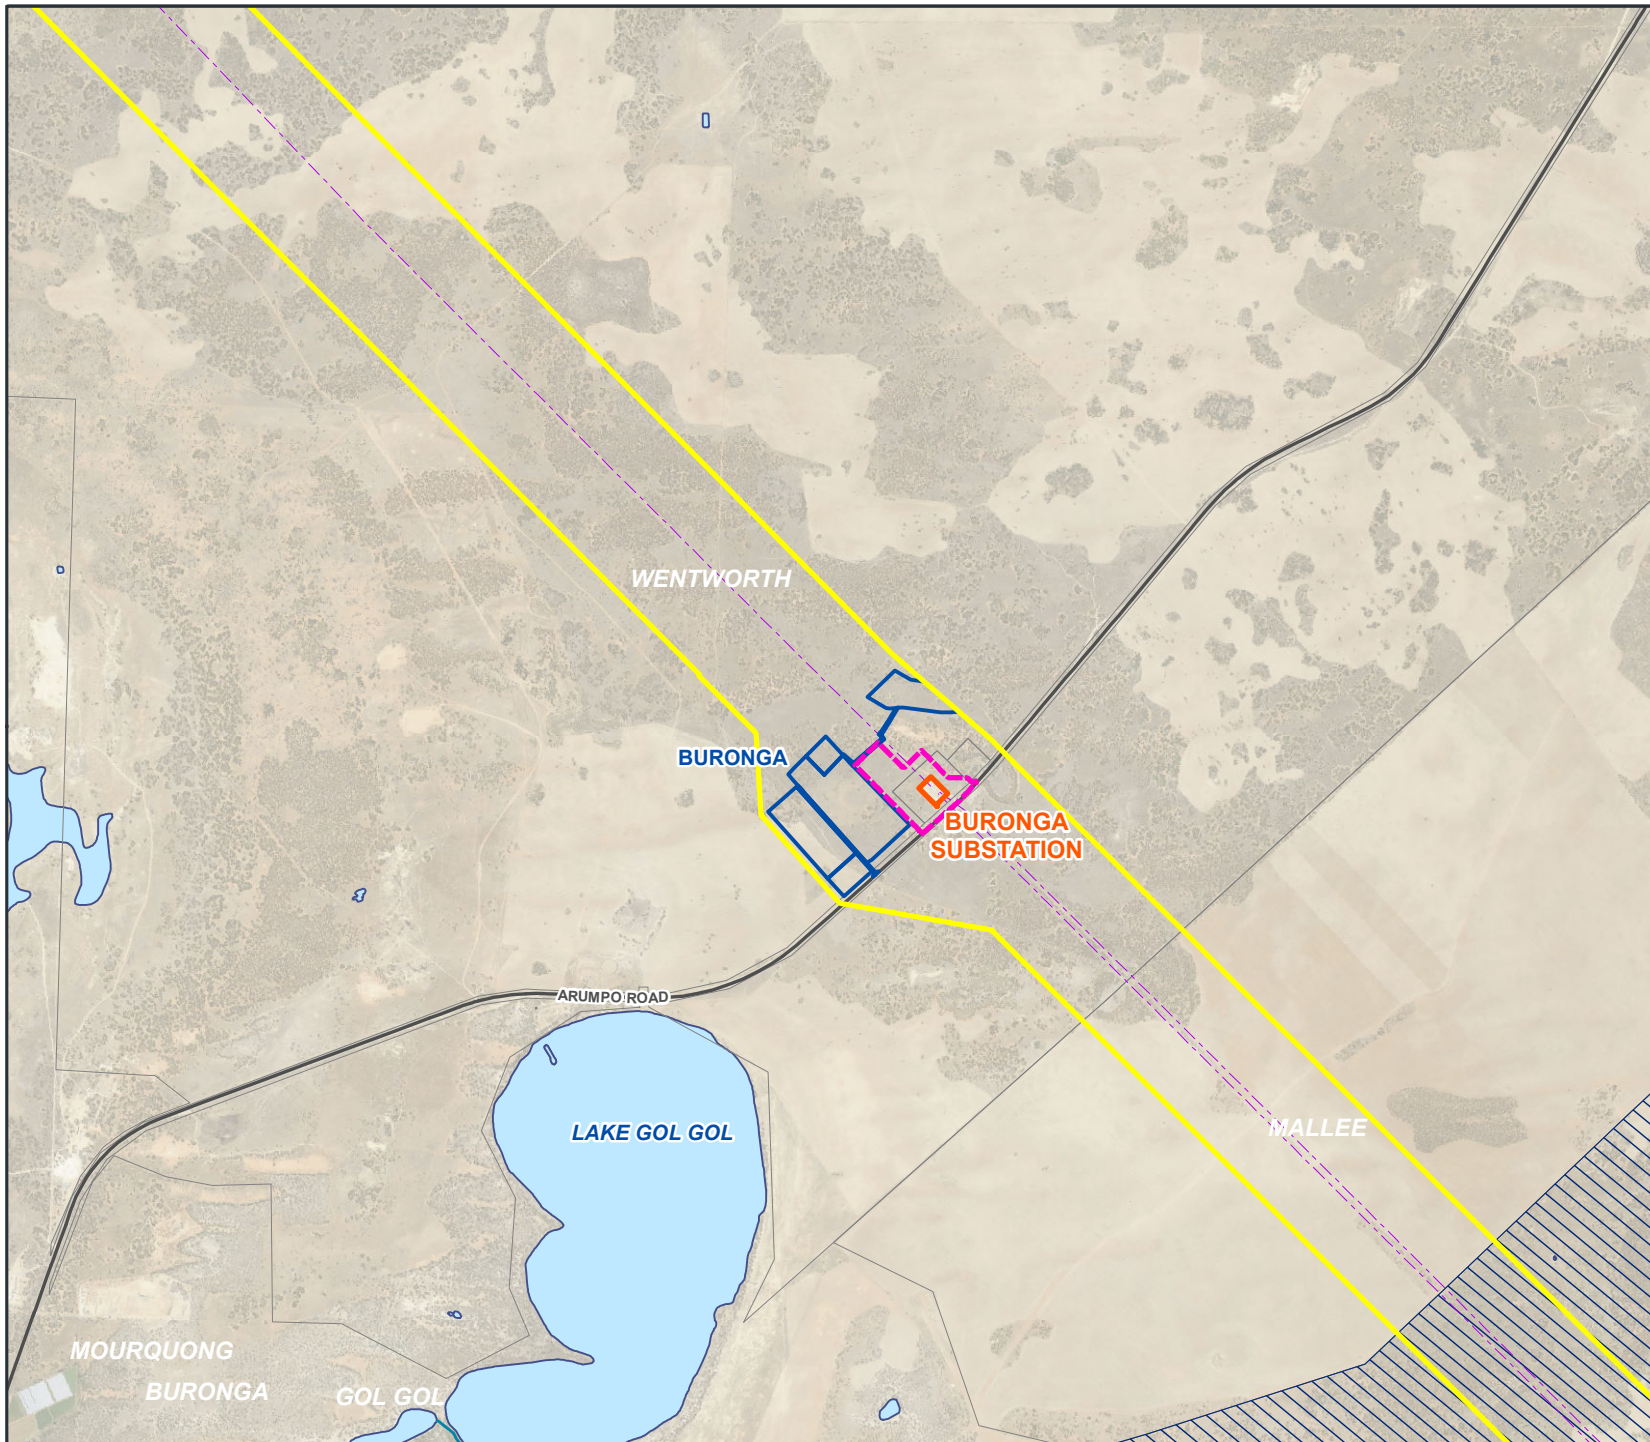 WENTWORTH
BURONGA
BURONGA
SUBSTATION
ARUMPO ROAD
LAKE GOL GOL
MALLEE
MOURQUONG
BURONGA
GOL GOL